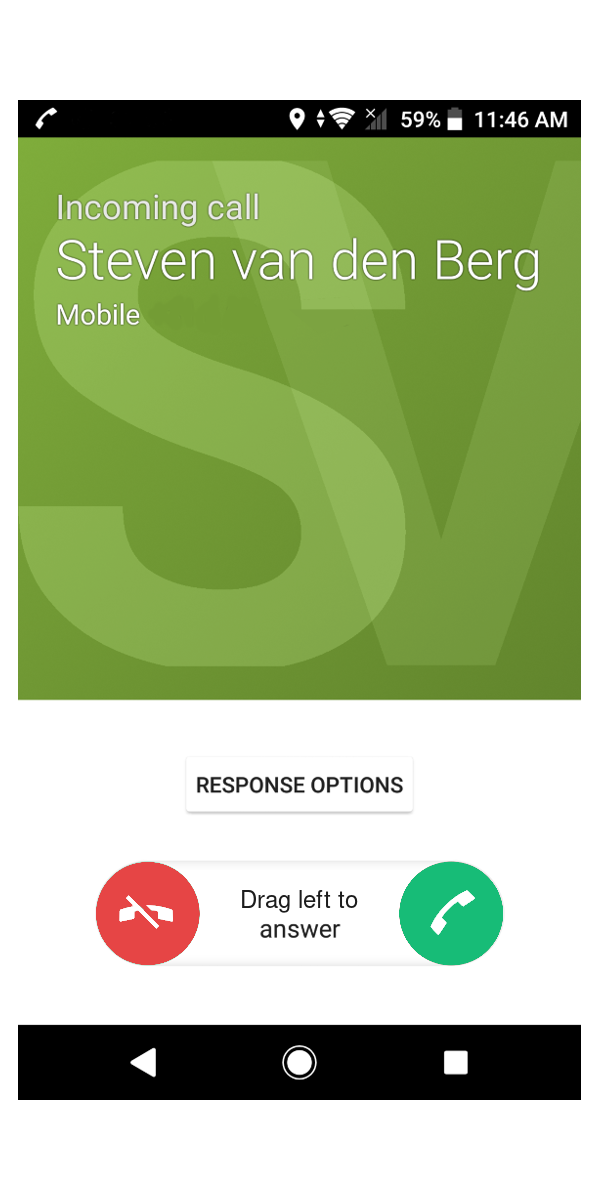 59% 11:46 AM
Incoming call
Steven van den Berg
Mobile
SV
RESPONSE OPTIONS
Drag left to
answer